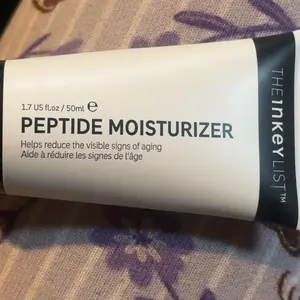 1.7 US fl.oz / 50ml ℮
PEPTIDE MOISTURIZER
Helps reduce the visible signs of aging
Aide à réduire les signes de l'âge
THE INKEY LIST™